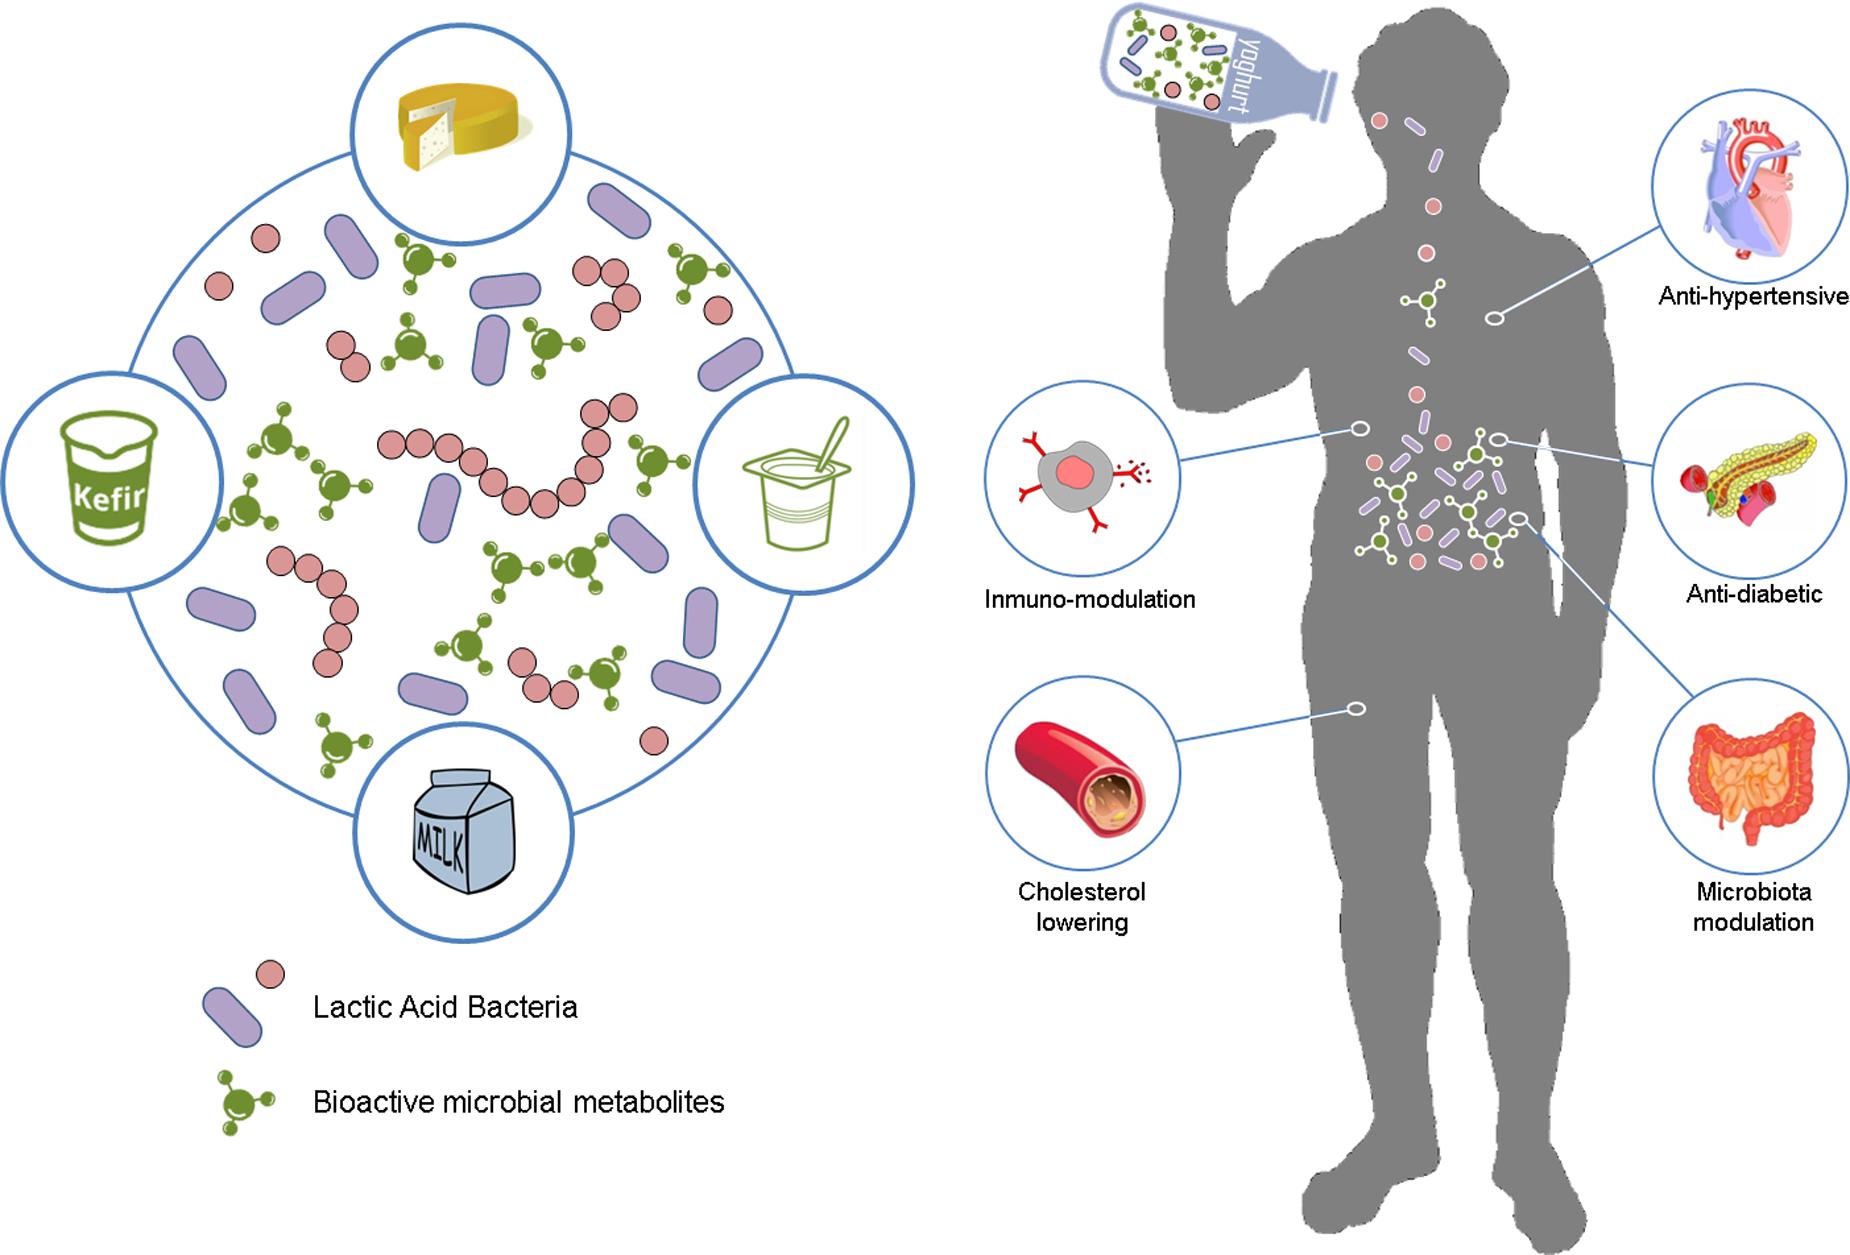 Kefir
MILK
Lactic Acid Bacteria
Bioactive microbial metabolites
yoghurt
Anti-hypertensive
Inmuno-modulation
Anti-diabetic
Cholesterol
lowering
Microbiota
modulation